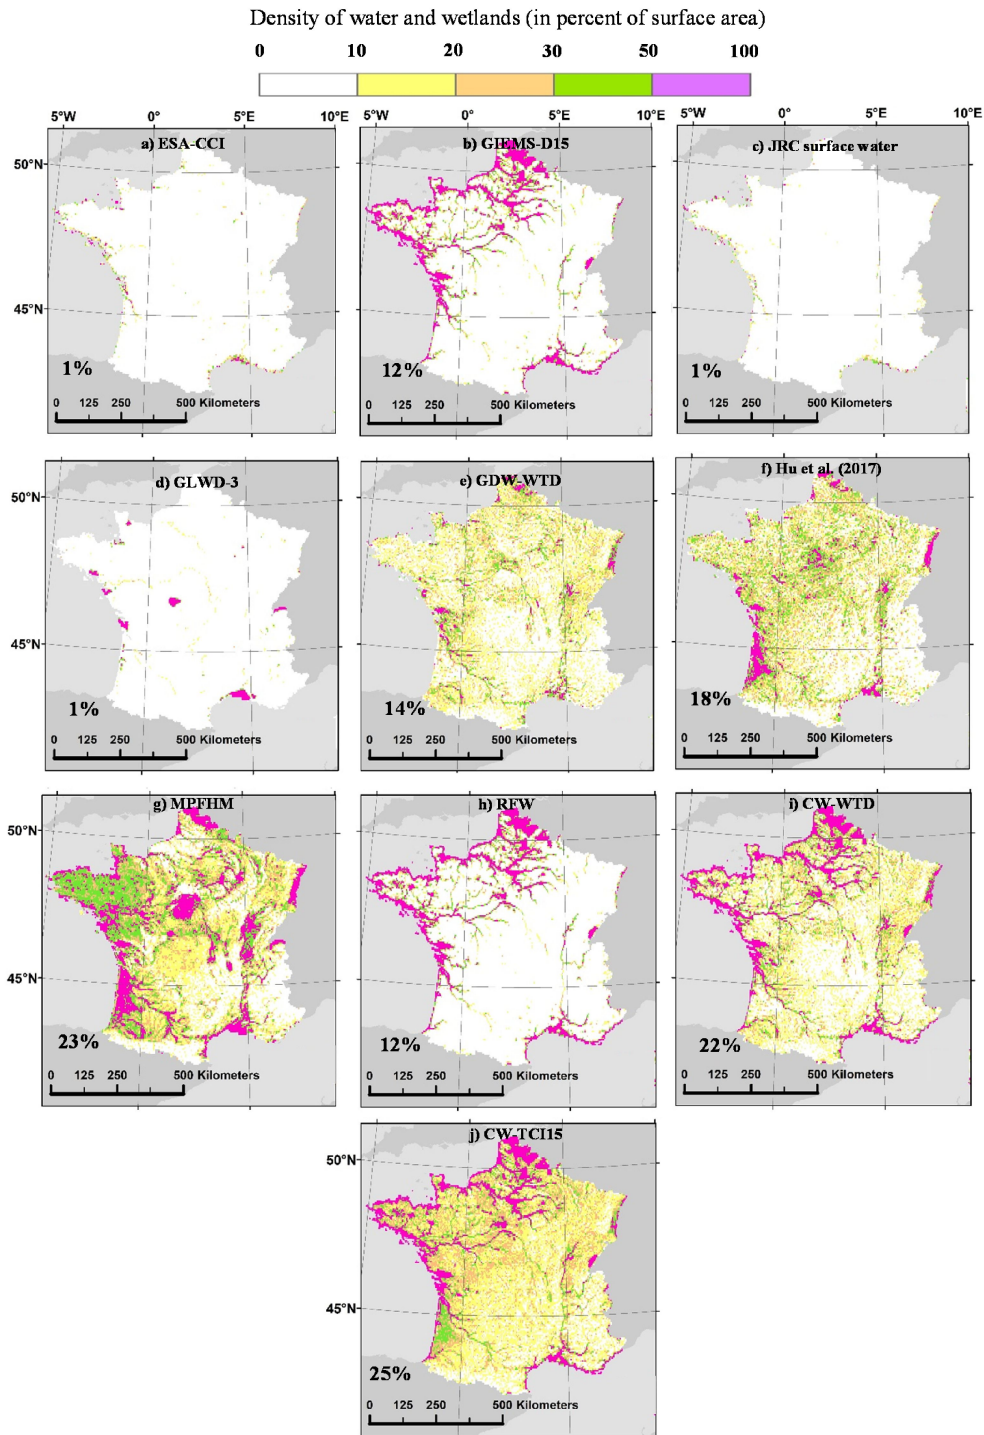 Density of water and wetlands (in percent of surface area)
0 10 20 30 50 100
5°W 0° 5°E 10°E 5°W 0° 5°E 10°E 5°W 0° 5°E 10°E
a) ESA-CCI
b) GIEMS-D15
c) JRC surface water
50°N
45°N
1%
12%
1%
0 125 250 500 Kilometers
0 125 250 500 Kilometers
0 125 250 500 Kilometers
d) GLWD-3
e) GDW-WTD
f) Hu et al. (2017)
50°N
45°N
1%
14%
18%
0 125 250 500 Kilometers
0 125 250 500 Kilometers
0 125 250 500 Kilometers
g) MPFHM
h) RFW
i) CW-WTD
50°N
45°N
23%
12%
22%
0 125 250 500 Kilometers
0 125 250 500 Kilometers
0 125 250 500 Kilometers
j) CW-TCI15
50°N
45°N
25%
0 125 250 500 Kilometers